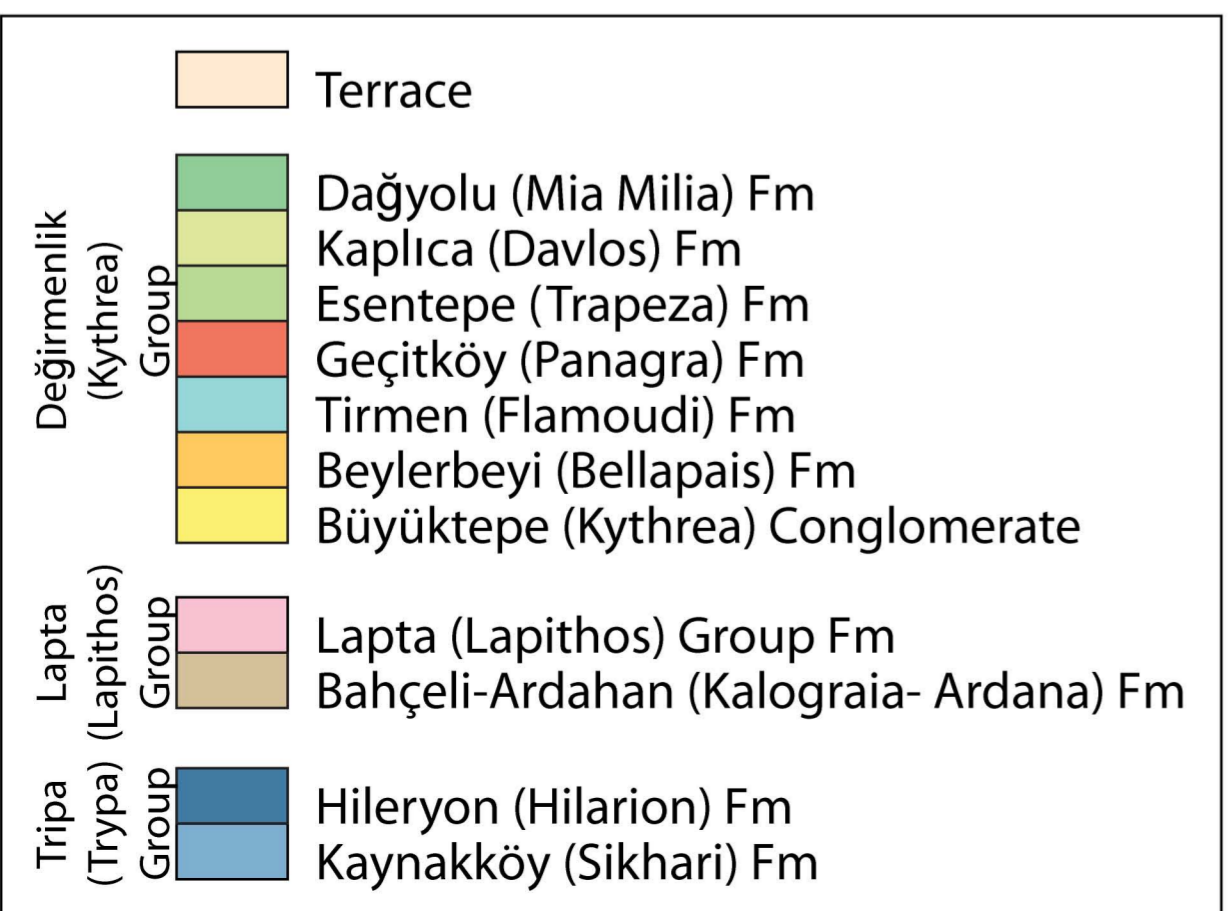 Terrace
Değirmenlik
(Kythrea)
Group
Dağyolu (Mia Milia) Fm
Kaplıca (Davlos) Fm
Esentepe (Trapeza) Fm
Geçitköy (Panagra) Fm
Tirmen (Flamoudi) Fm
Beylerbeyi (Bellapais) Fm
Büyüktepe (Kythrea) Conglomerate
Lapta
(Lapithos)
Group
Lapta (Lapithos) Group Fm
Bahçeli-Ardahan (Kalograia- Ardana) Fm
Tripa
(Trypa)
Group
Hileryon (Hilarion) Fm
Kaynakköy (Sikhari) Fm